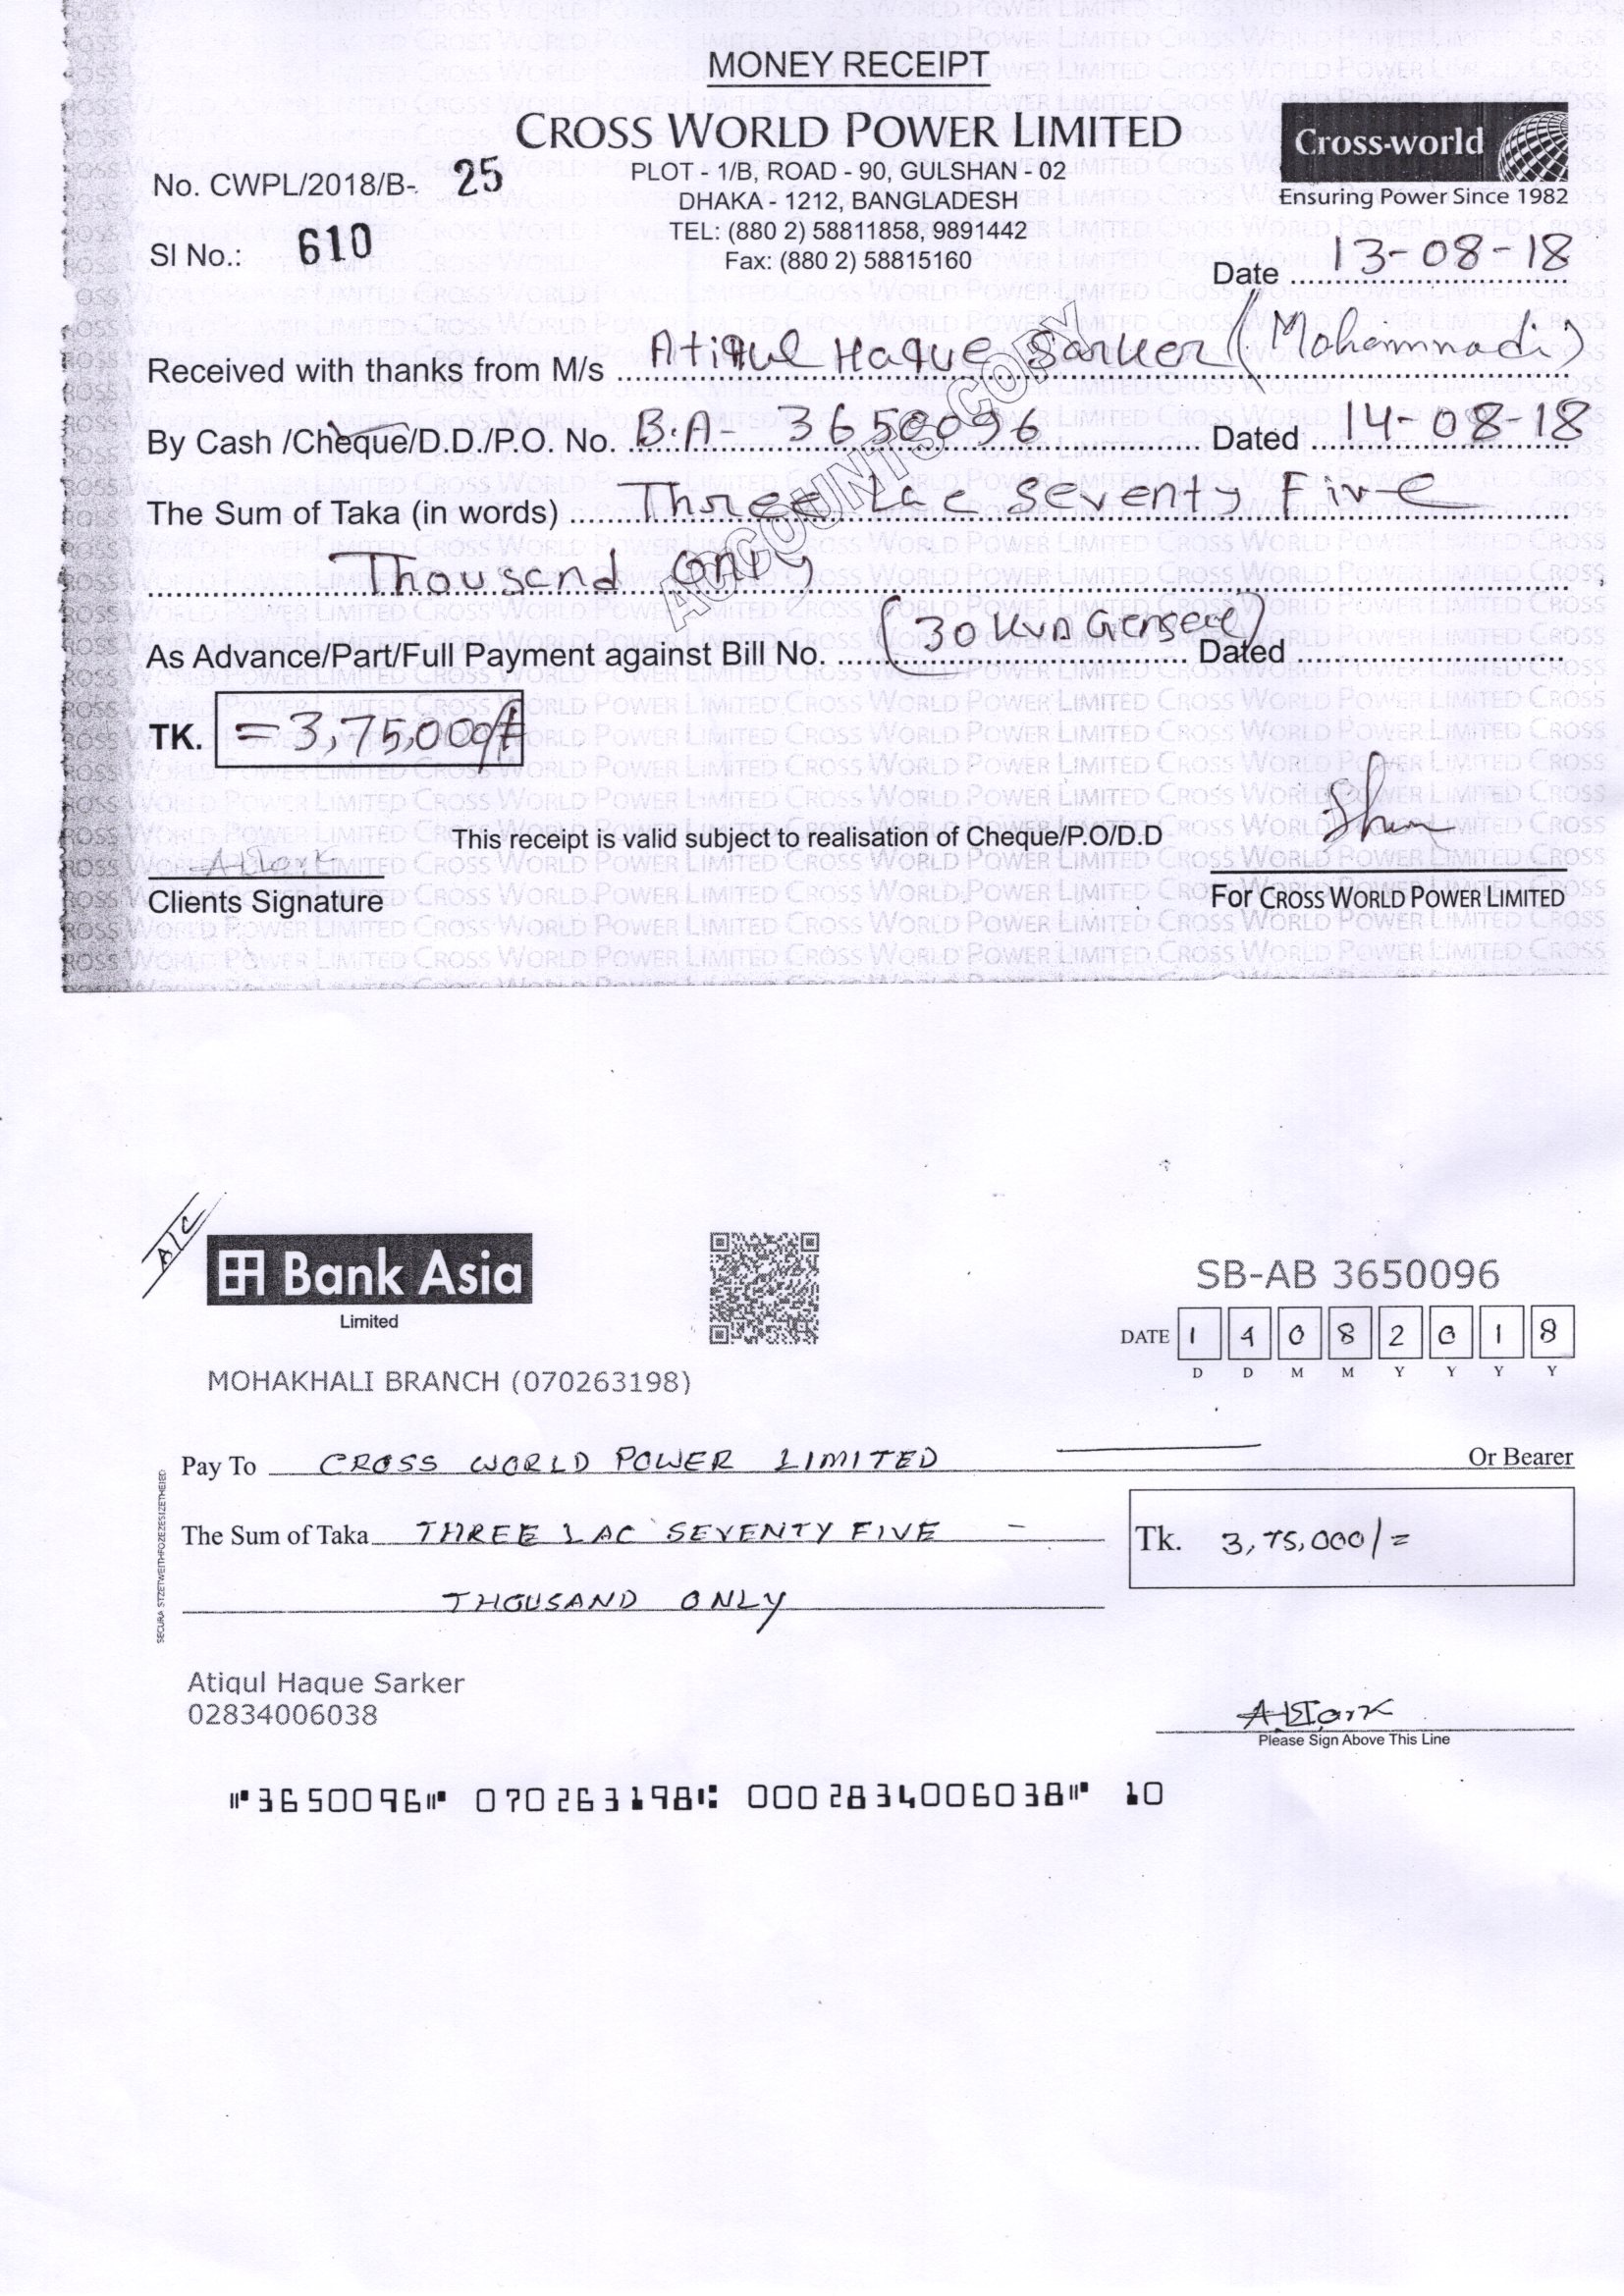 MONEY RECEIPT
CROSS WORLD POWER LIMITED
Cross-world
Ensuring Power Since 1982
No. CWPL/2018/B- 25
PLOT - 1/B, ROAD - 90, GULSHAN - 02
DHAKA - 1212, BANGLADESH
Sl No.: 610
TEL: (880 2) 58811858, 9891442
Fax: (880 2) 58815160
Date 13-08-18
Received with thanks from M/s Atiqul Haque Sarker (Mohammadi)
By Cash /Cheque/D.D./P.O. No. B.A- 3650096 Dated 14-08-18
The Sum of Taka (in words) Three Lac Seventy Five
Thousand only
ACCOUNTS COPY
As Advance/Part/Full Payment against Bill No. (30 KVA Genset) Dated
TK. =3,75,000/=
This receipt is valid subject to realisation of Cheque/P.O/D.D
Clients Signature
For CROSS WORLD POWER LIMITED
A/C
Bank Asia
Limited
SB-AB 3650096
DATE 1 4 0 8 2 0 1 8
D D M M Y Y Y Y
MOHAKHALI BRANCH (070263198)
Pay To CROSS WORLD POWER LIMITED Or Bearer
The Sum of Taka THREE LAC SEVENTY FIVE -
Tk. 3,75,000/=
THOUSAND ONLY
Atiqul Haque Sarker
02834006038
Please Sign Above This Line
⑈3650096⑈ 070263198⑆ 0002834006038⑈ 10